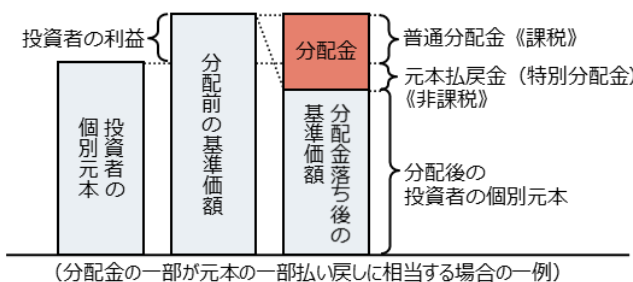 投資者の利益
投資者の
個別元本
分配前の基準価額
分配金
分配金落ち後の
基準価額
普通分配金《課税》
元本払戻金（特別分配金）
《非課税》
分配後の
投資者の個別元本
（分配金の一部が元本の一部払い戻しに相当する場合の一例）